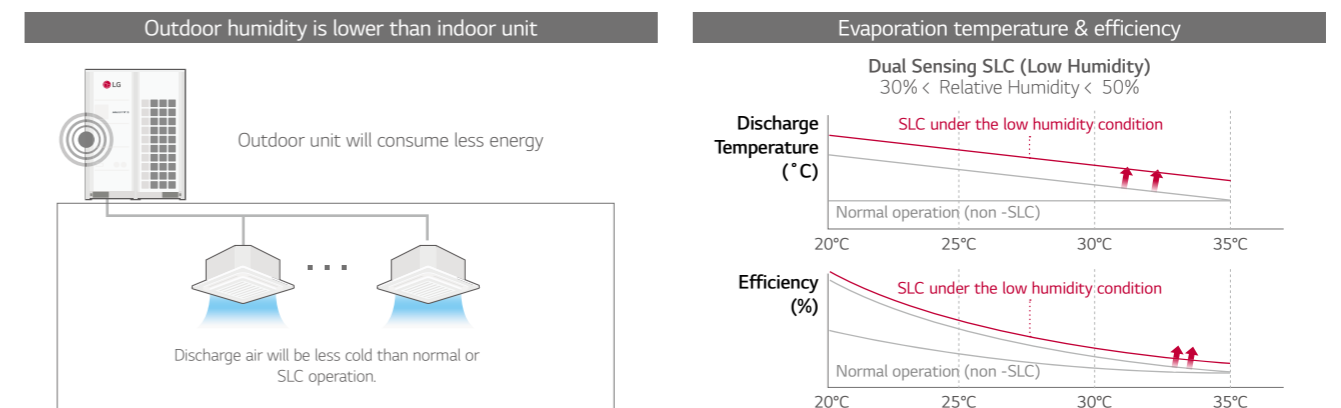 Outdoor humidity is lower than indoor unit
LG
Outdoor unit will consume less energy
Discharge air will be less cold than normal or
SLC operation.
Evaporation temperature & efficiency
Dual Sensing SLC (Low Humidity)
30% < Relative Humidity < 50%
Discharge
Temperature
(˚C)
SLC under the low humidity condition
Normal operation (non -SLC)
20°C 25°C 30°C 35°C
Efficiency
(%)
SLC under the low humidity condition
Normal operation (non -SLC)
20°C 25°C 30°C 35°C